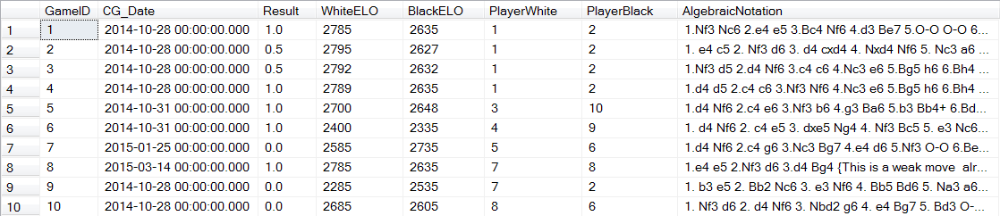 GameID CG_Date Result WhiteELO BlackELO PlayerWhite PlayerBlack AlgebraicNotation
1 1 2014-10-28 00:00:00.000 1.0 2785 2635 1 2 1.Nf3 Nc6 2.e4 e5 3.Bc4 Nf6 4.d3 Be7 5.O-O O-O 6...
2 2 2014-10-28 00:00:00.000 0.5 2795 2627 1 2 1. e4 c5 2. Nf3 d6 3. d4 cxd4 4. Nxd4 Nf6 5. Nc3 a6 ...
3 3 2014-10-28 00:00:00.000 0.5 2792 2632 1 2 1.Nf3 d5 2.d4 Nf6 3.c4 c6 4.Nc3 e6 5.Bg5 h6 6.Bh4 ...
4 4 2014-10-28 00:00:00.000 1.0 2789 2635 1 2 1.d4 d5 2.c4 c6 3.Nf3 Nf6 4.Nc3 e6 5.Bg5 h6 6.Bh4 ...
5 5 2014-10-31 00:00:00.000 1.0 2700 2648 3 10 1.d4 Nf6 2.c4 e6 3.Nf3 b6 4.g3 Ba6 5.b3 Bb4+ 6.Bd...
6 6 2014-10-31 00:00:00.000 1.0 2400 2335 4 9 1. d4 Nf6 2. c4 e5 3. dxe5 Ng4 4. Nf3 Bc5 5. e3 Nc6...
7 7 2015-01-25 00:00:00.000 0.0 2585 2735 5 6 1.d4 Nf6 2.c4 g6 3.Nc3 Bg7 4.e4 d6 5.Nf3 O-O 6.Be...
8 8 2015-03-14 00:00:00.000 1.0 2785 2635 7 8 1.e4 e5 2.Nf3 d6 3.d4 Bg4 {This is a weak move alr...
9 9 2014-10-28 00:00:00.000 0.0 2285 2535 7 2 1. b3 e5 2. Bb2 Nc6 3. e3 Nf6 4. Bb5 Bd6 5. Na3 a6...
10 10 2014-10-28 00:00:00.000 0.0 2685 2605 8 6 1. Nf3 d6 2. d4 Nf6 3. Nbd2 g6 4. e4 Bg7 5. Bd3 O-...